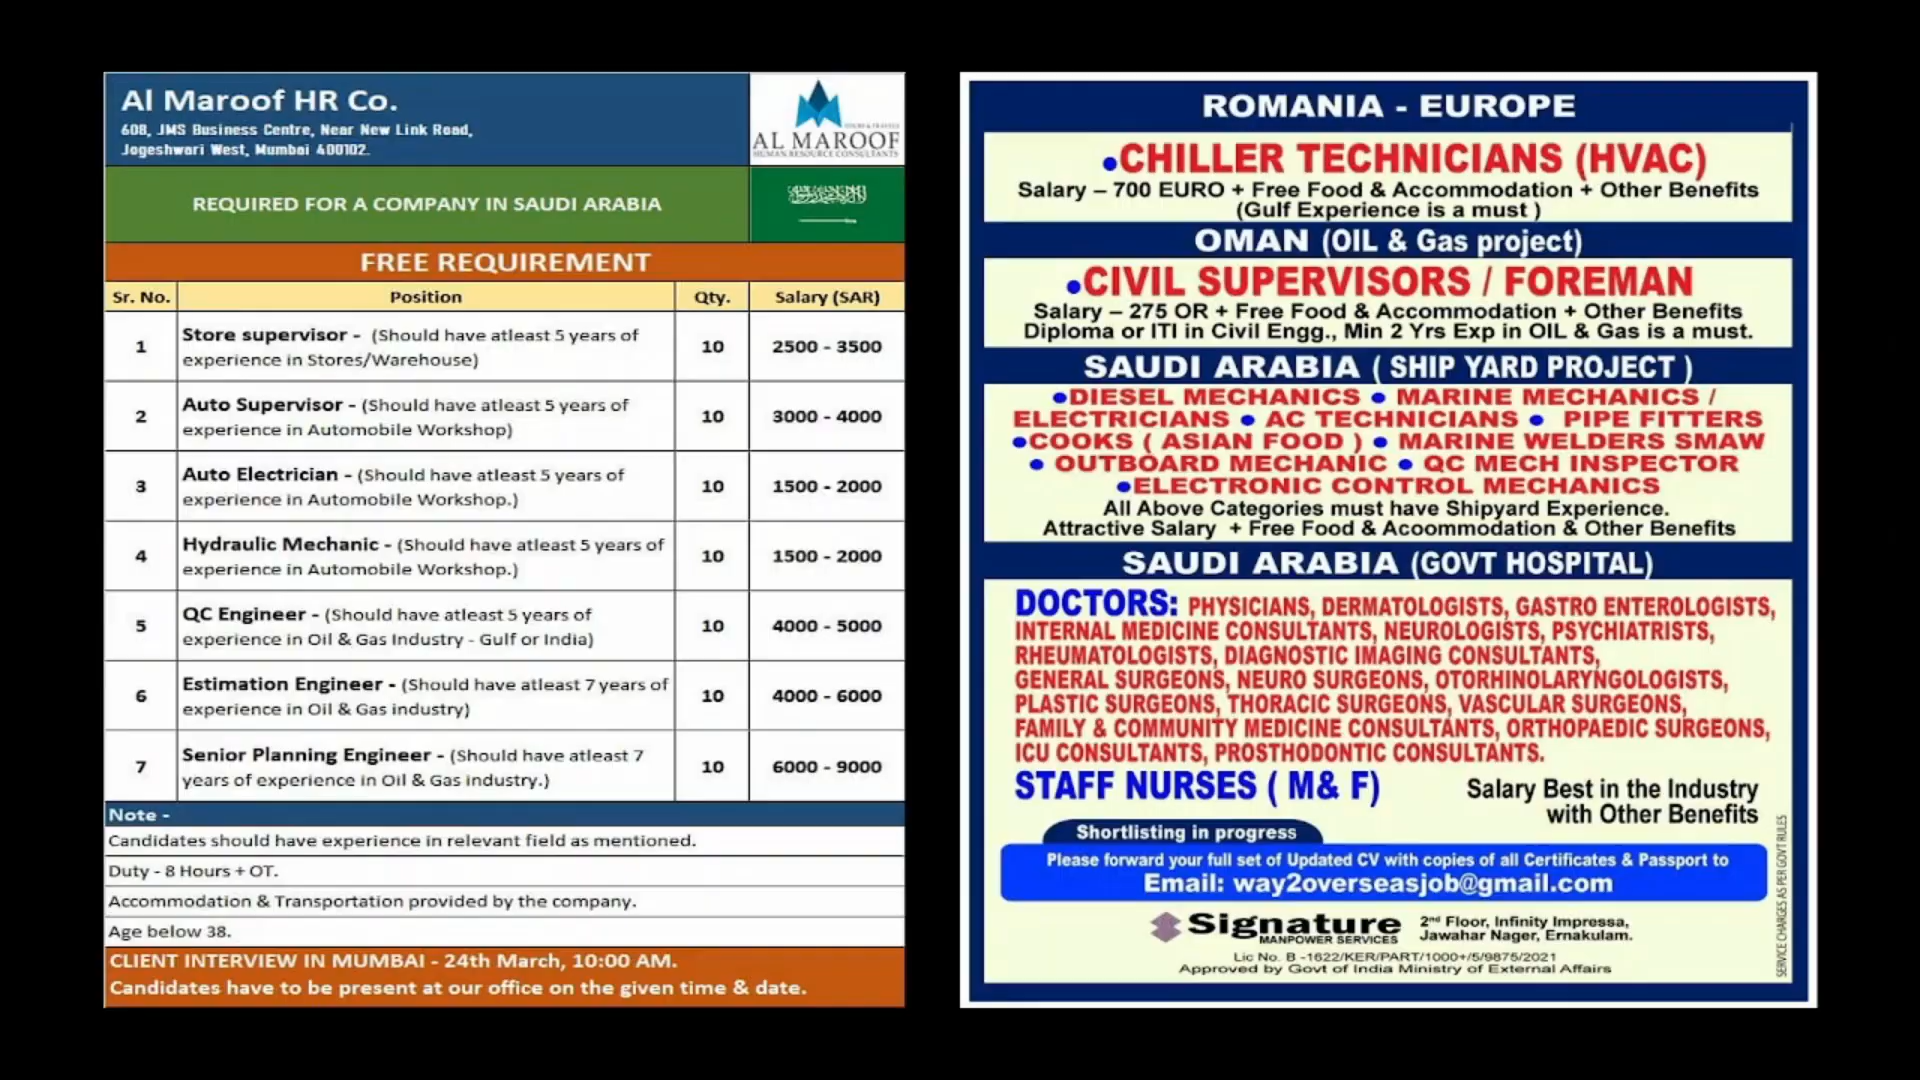 Al Maroof HR Co.
608, JMS Business Centre, Near New Link Road,
Jogeshwari West, Mumbai 400102.
AL MAROOF
HUMAN RESOURCE CONSULTANTS
REQUIRED FOR A COMPANY IN SAUDI ARABIA
FREE REQUIREMENT
Sr. No. Position Qty. Salary (SAR)
1 Store supervisor - (Should have atleast 5 years of experience in Stores/Warehouse) 10 2500 - 3500
2 Auto Supervisor - (Should have atleast 5 years of experience in Automobile Workshop) 10 3000 - 4000
3 Auto Electrician - (Should have atleast 5 years of experience in Automobile Workshop.) 10 1500 - 2000
4 Hydraulic Mechanic - (Should have atleast 5 years of experience in Automobile Workshop.) 10 1500 - 2000
5 QC Engineer - (Should have atleast 5 years of experience in Oil & Gas Industry - Gulf or India) 10 4000 - 5000
6 Estimation Engineer - (Should have atleast 7 years of experience in Oil & Gas industry) 10 4000 - 6000
7 Senior Planning Engineer - (Should have atleast 7 years of experience in Oil & Gas industry.) 10 6000 - 9000
Note -
Candidates should have experience in relevant field as mentioned.
Duty - 8 Hours + OT.
Accommodation & Transportation provided by the company.
Age below 38.
CLIENT INTERVIEW IN MUMBAI - 24th March, 10:00 AM.
Candidates have to be present at our office on the given time & date.
ROMANIA - EUROPE
•CHILLER TECHNICIANS (HVAC)
Salary – 700 EURO + Free Food & Accommodation + Other Benefits
(Gulf Experience is a must )
OMAN (OIL & Gas project)
•CIVIL SUPERVISORS / FOREMAN
Salary – 275 OR + Free Food & Accommodation + Other Benefits
Diploma or ITI in Civil Engg., Min 2 Yrs Exp in OIL & Gas is a must.
SAUDI ARABIA ( SHIP YARD PROJECT )
•DIESEL MECHANICS • MARINE MECHANICS /
ELECTRICIANS • AC TECHNICIANS • PIPE FITTERS
•COOKS ( ASIAN FOOD ) • MARINE WELDERS SMAW
• OUTBOARD MECHANIC • QC MECH INSPECTOR
•ELECTRONIC CONTROL MECHANICS
All Above Categories must have Shipyard Experience.
Attractive Salary + Free Food & Acoommodation & Other Benefits
SAUDI ARABIA (GOVT HOSPITAL)
DOCTORS: PHYSICIANS, DERMATOLOGISTS, GASTRO ENTEROLOGISTS,
INTERNAL MEDICINE CONSULTANTS, NEUROLOGISTS, PSYCHIATRISTS,
RHEUMATOLOGISTS, DIAGNOSTIC IMAGING CONSULTANTS,
GENERAL SURGEONS, NEURO SURGEONS, OTORHINOLARYNGOLOGISTS,
PLASTIC SURGEONS, THORACIC SURGEONS, VASCULAR SURGEONS,
FAMILY & COMMUNITY MEDICINE CONSULTANTS, ORTHOPAEDIC SURGEONS,
ICU CONSULTANTS, PROSTHODONTIC CONSULTANTS.
STAFF NURSES ( M& F)
Salary Best in the Industry
with Other Benefits
Shortlisting in progress
Please forward your full set of Updated CV with copies of all Certificates & Passport to
Email: way2overseasjob@gmail.com
Signature
MANPOWER SERVICES
2nd Floor, Infinity Impressa,
Jawahar Nager, Ernakulam.
Lic No. B -1622/KER/PART/1000+/5/9875/2021
Approved by Govt of India Ministry of External Affairs
SERVICE CHARGES AS PER GOVT RULES